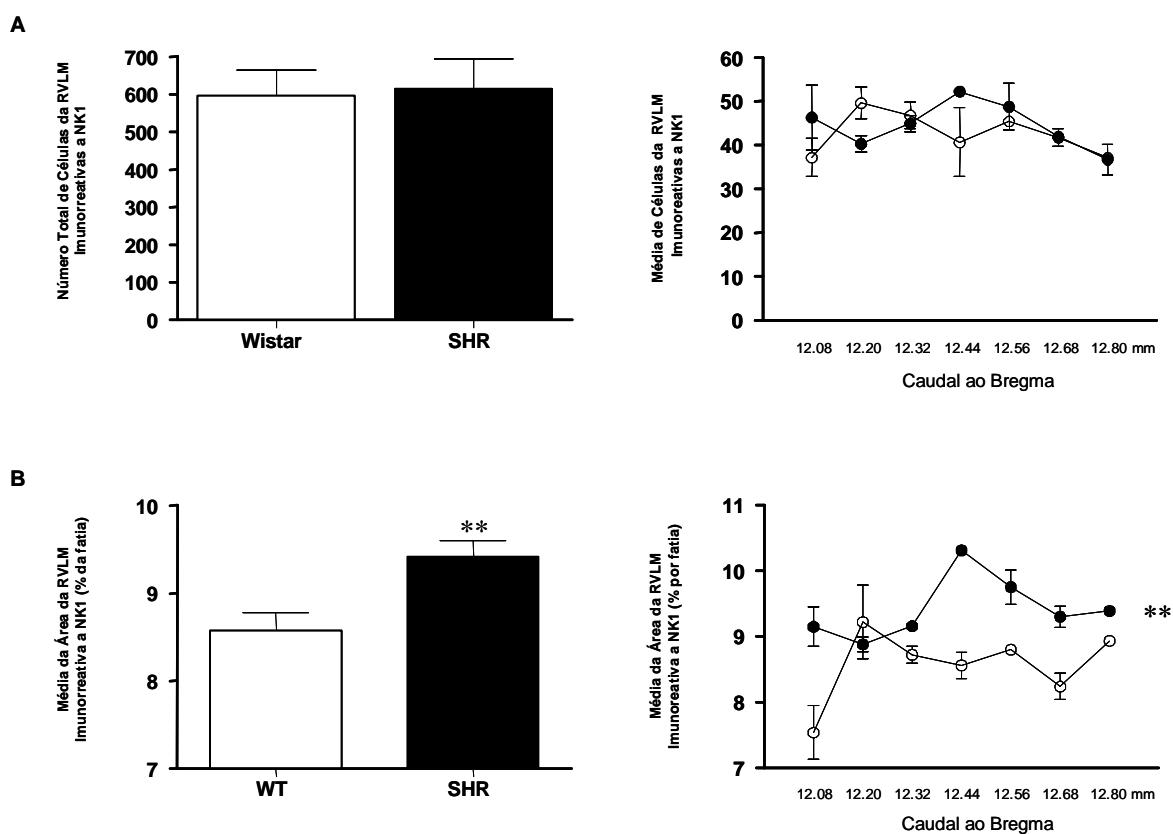 A
Número Total de Células da RVLM
Imunorreativas a NK1
700
600
500
400
300
200
100
0
Wistar
SHR
Média de Células da RVLM
Imunoreativas a NK1
60
50
40
30
20
10
0
12.08 12.20 12.32 12.44 12.56 12.68 12.80 mm
Caudal ao Bregma
B
Média da Área da RVLM
Imunorreativa a NK1 (% da fatia)
10
9
8
7
**
WT
SHR
Média da Área da RVLM
Imunoreativa a NK1 (% por fatia)
11
10
9
8
7
**
12.08 12.20 12.32 12.44 12.56 12.68 12.80 mm
Caudal ao Bregma